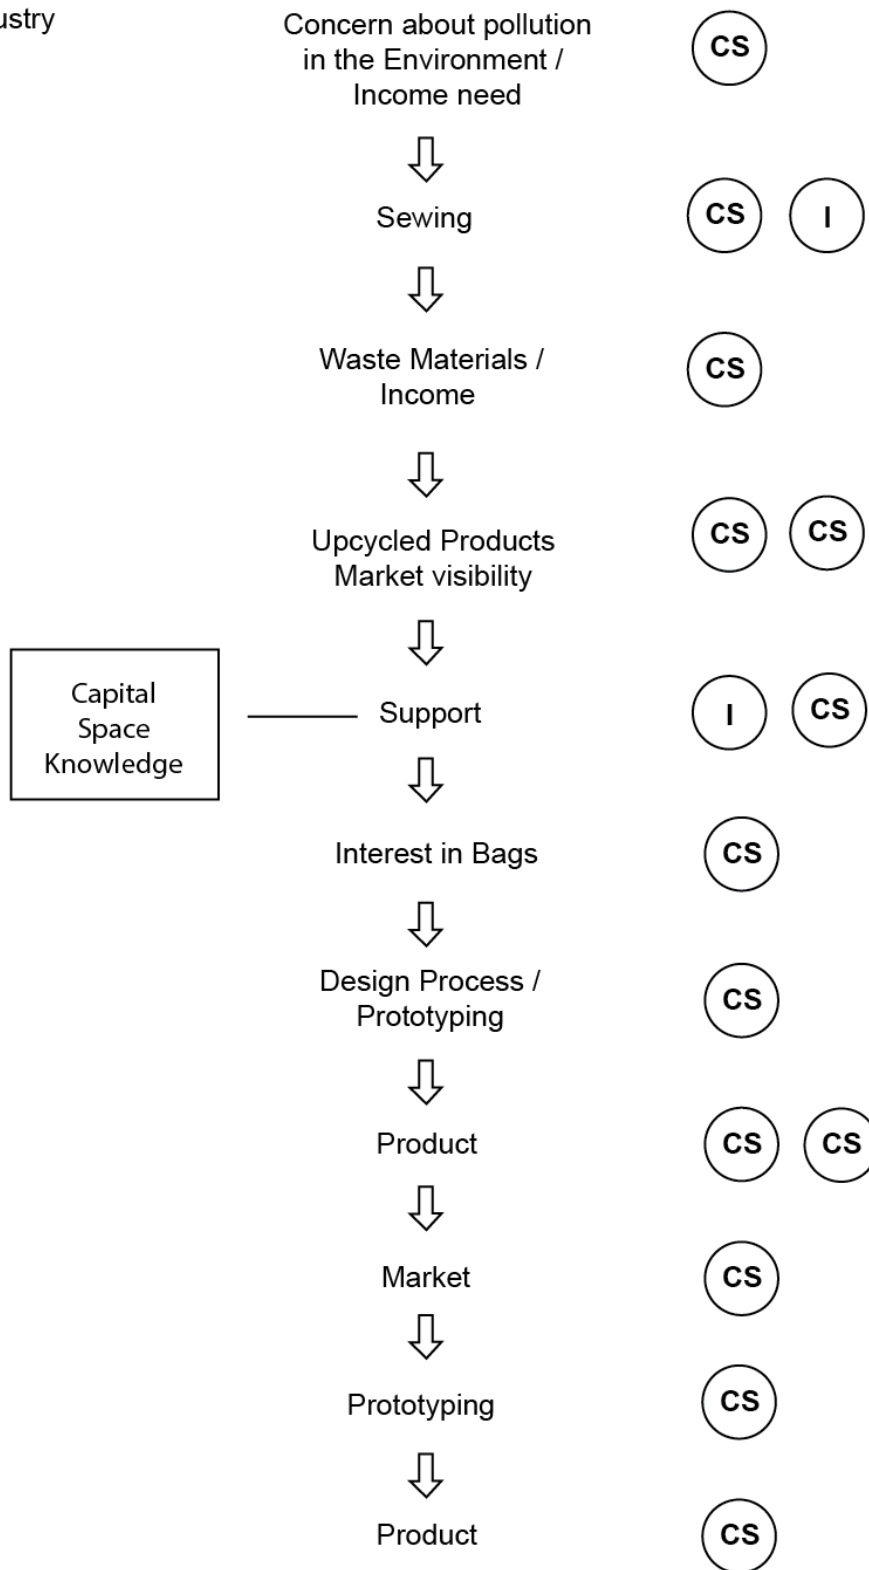 ustry
Concern about pollution
in the Environment /
Income need
CS
Sewing
CS
I
Waste Materials /
Income
CS
Upcycled Products
Market visibility
CS
CS
Capital
Space
Knowledge
Support
I
CS
Interest in Bags
CS
Design Process /
Prototyping
CS
Product
CS
CS
Market
CS
Prototyping
CS
Product
CS